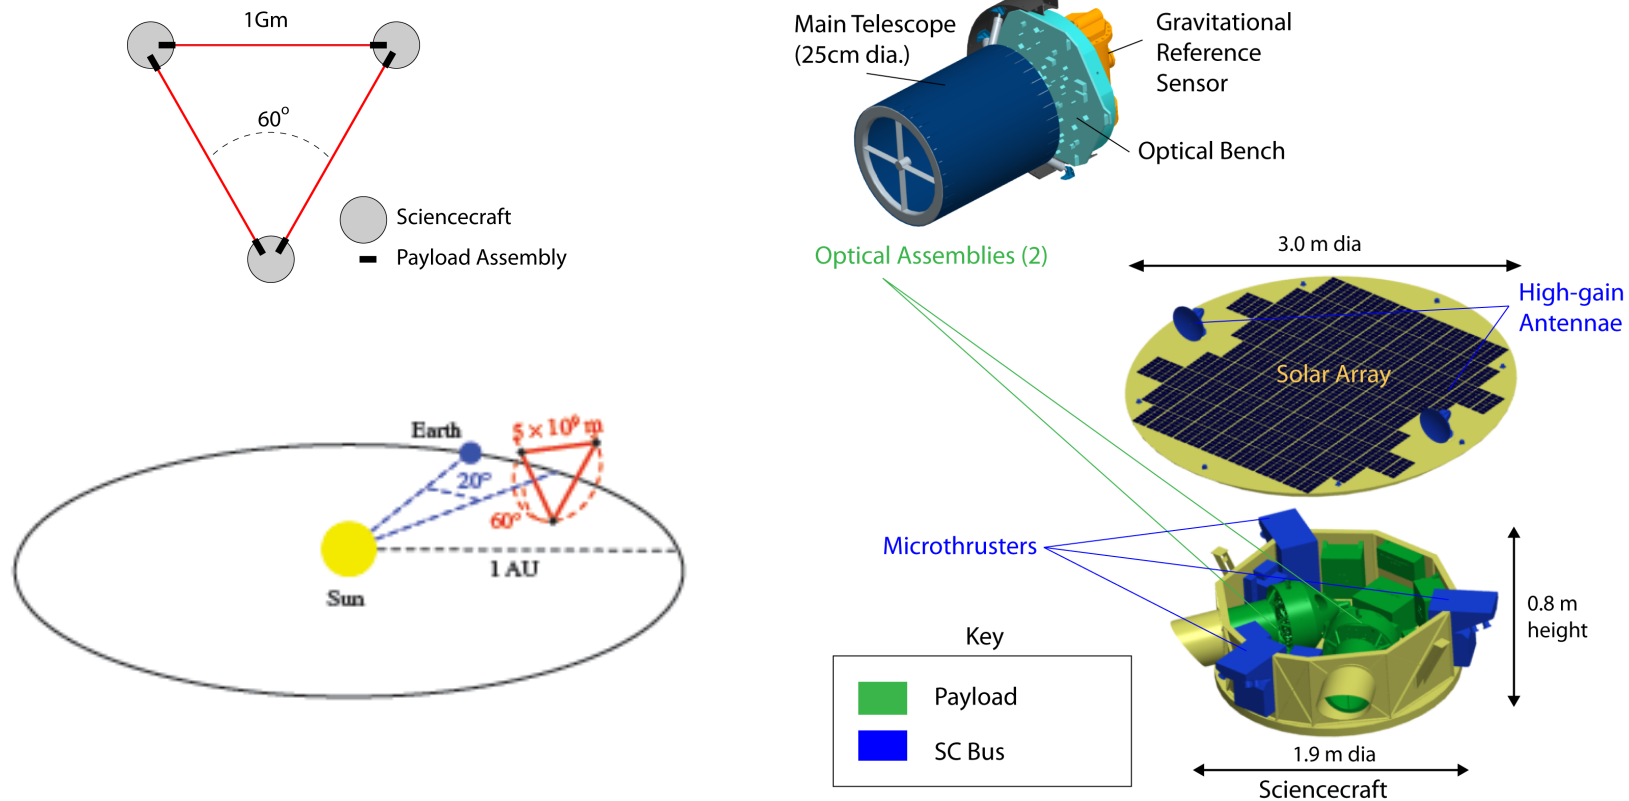 1Gm
60°
Sciencecraft
Payload Assembly
Earth
5 × 10⁹ m
20°
60°
1 AU
Sun
Main Telescope
(25cm dia.)
Gravitational
Reference
Sensor
Optical Bench
Optical Assemblies (2)
3.0 m dia
High-gain
Antennae
Solar Array
Microthrusters
0.8 m
height
Key
Payload
SC Bus
1.9 m dia
Sciencecraft